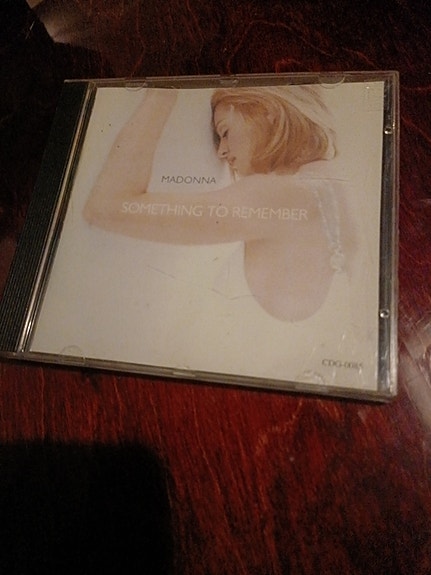 MADONNA
SOMETHING TO REMEMBER
CDG-0085